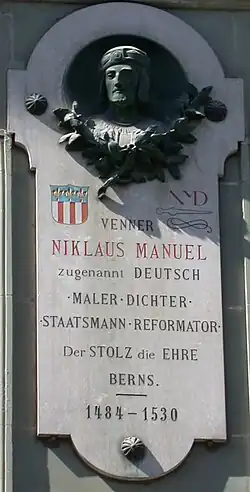 NMD
VENNER
NIKLAUS MANUEL
zugenannt DEUTSCH
·MALER·DICHTER·
·STAATSMANN·REFORMATOR·
Der STOLZ die EHRE
BERNS.
1484–1530